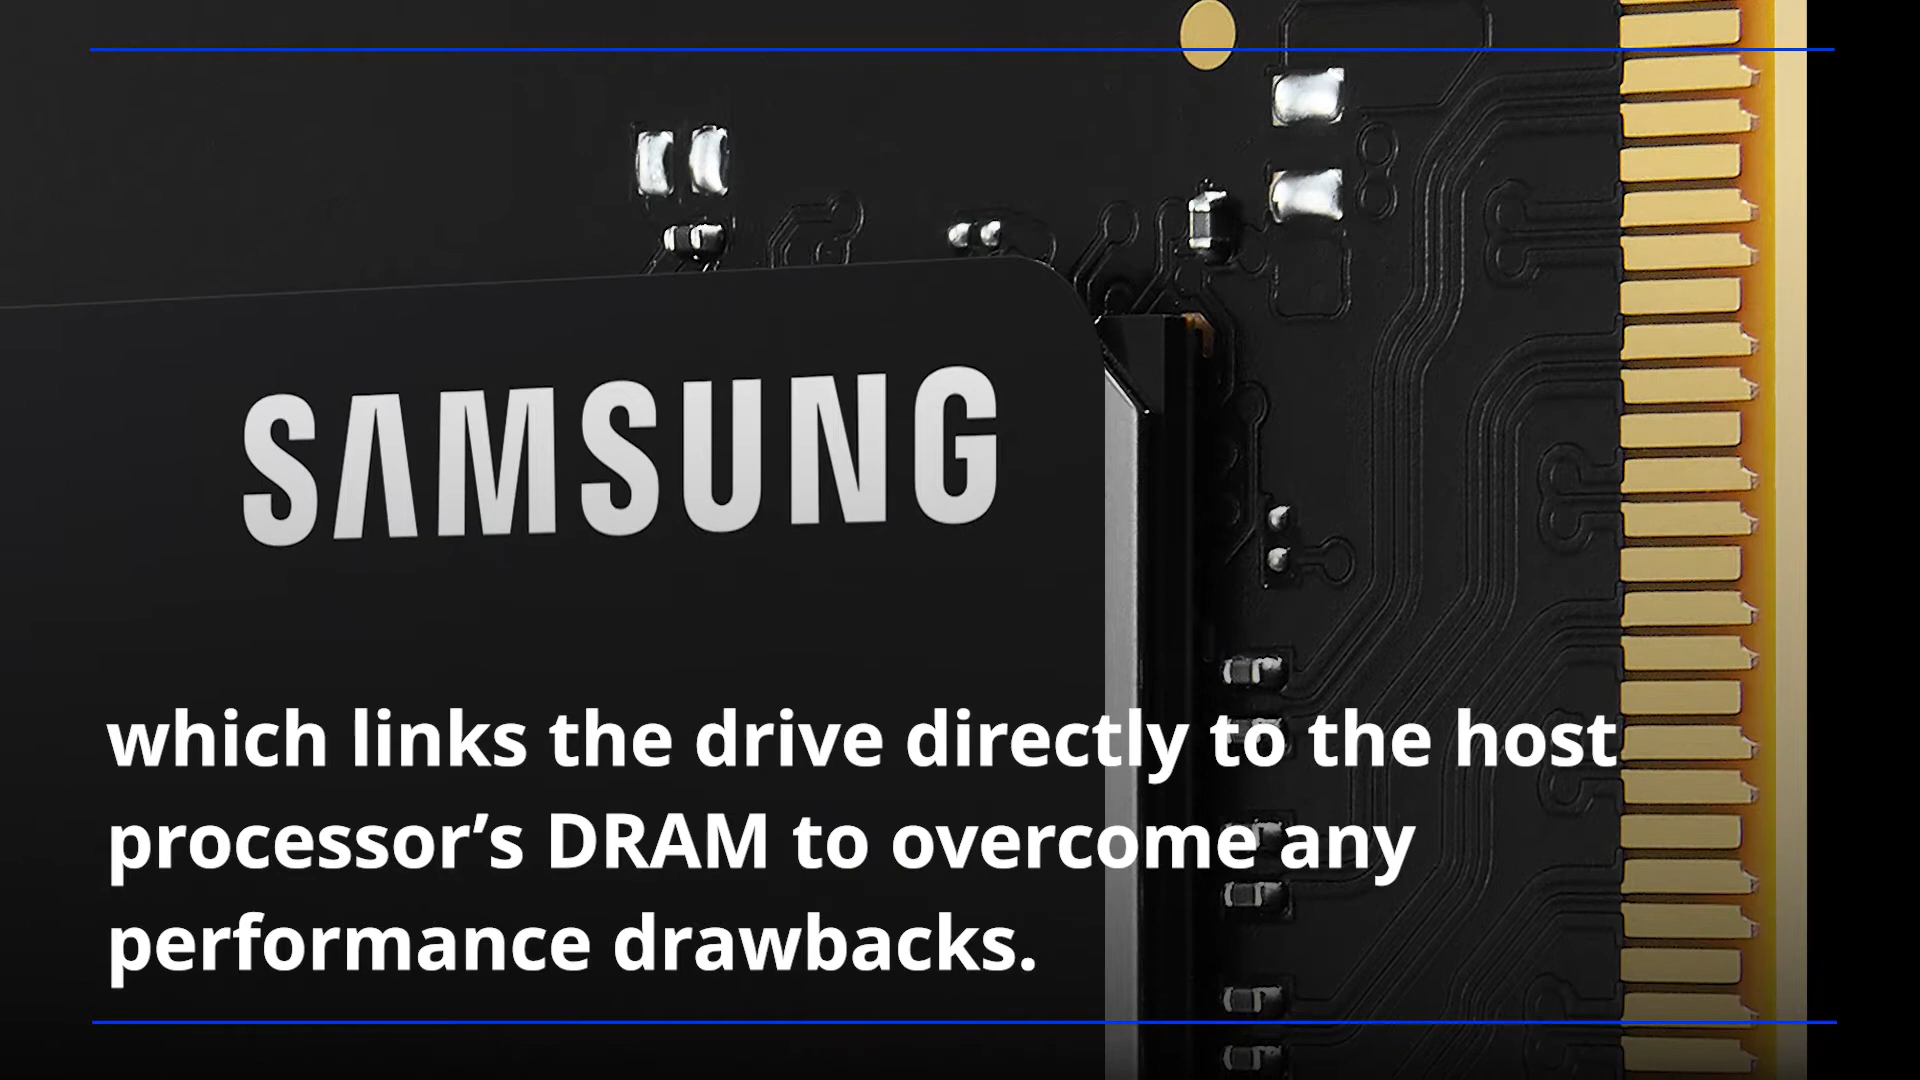 SAMSUNG
which links the drive directly to the host
processor’s DRAM to overcome any
performance drawbacks.